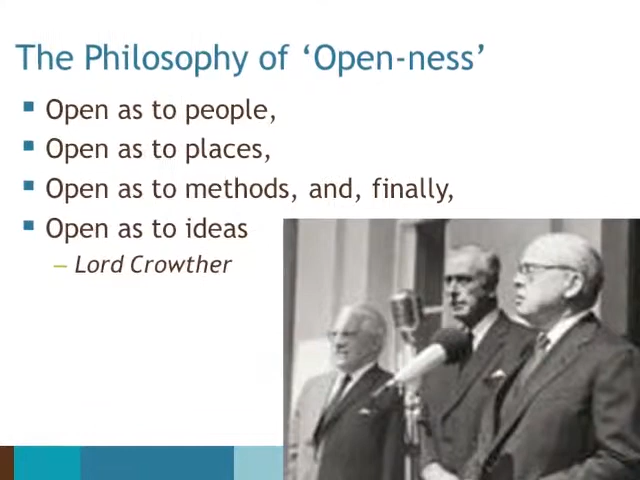 The Philosophy of ‘Open-ness’
Open as to people,
Open as to places,
Open as to methods, and, finally,
Open as to ideas
– Lord Crowther